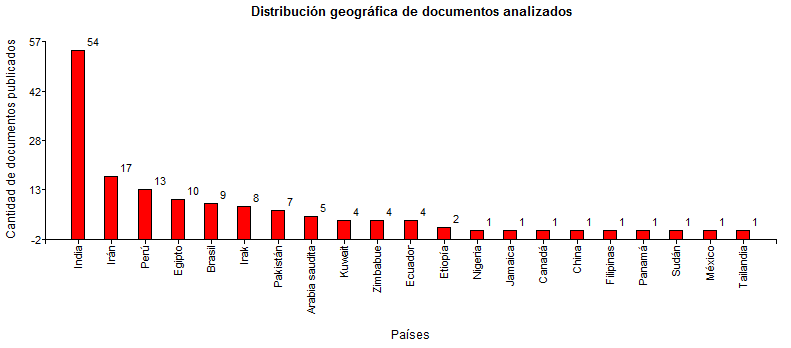 Distribución geográfica de documentos analizados
Cantidad de documentos publicados
57
42
28
13
-2
54
17
13
10
9
8
7
5
4
4
4
2
1
1
1
1
1
1
1
1
1
India
Irán
Perú
Egipto
Brasil
Irak
Pakistán
Arabia saudita
Kuwait
Zimbabue
Ecuador
Etiopía
Nigeria
Jamaica
Canadá
China
Filipinas
Panamá
Sudán
México
Tailandia
Países